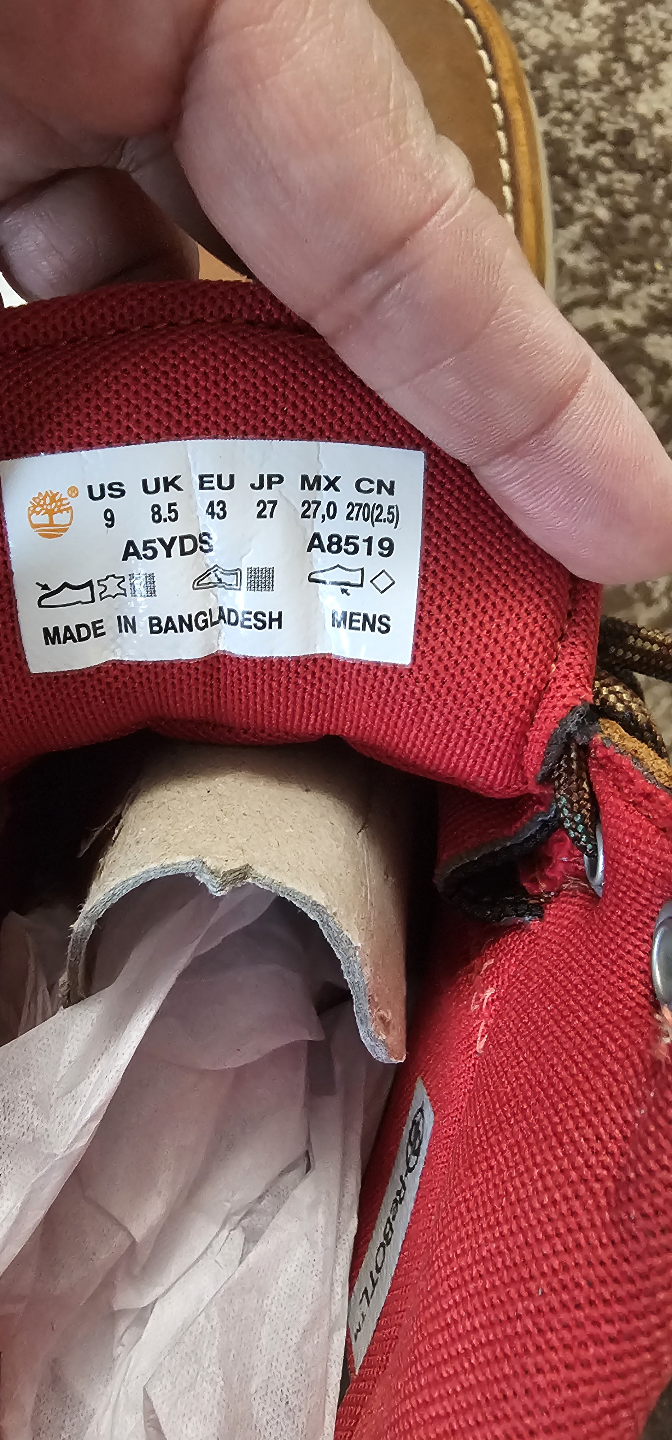 ® US UK EU JP MX CN
9 8.5 43 27 27,0 270(2.5)
A5YDS A8519
MADE IN BANGLADESH MENS
ReBOTL™